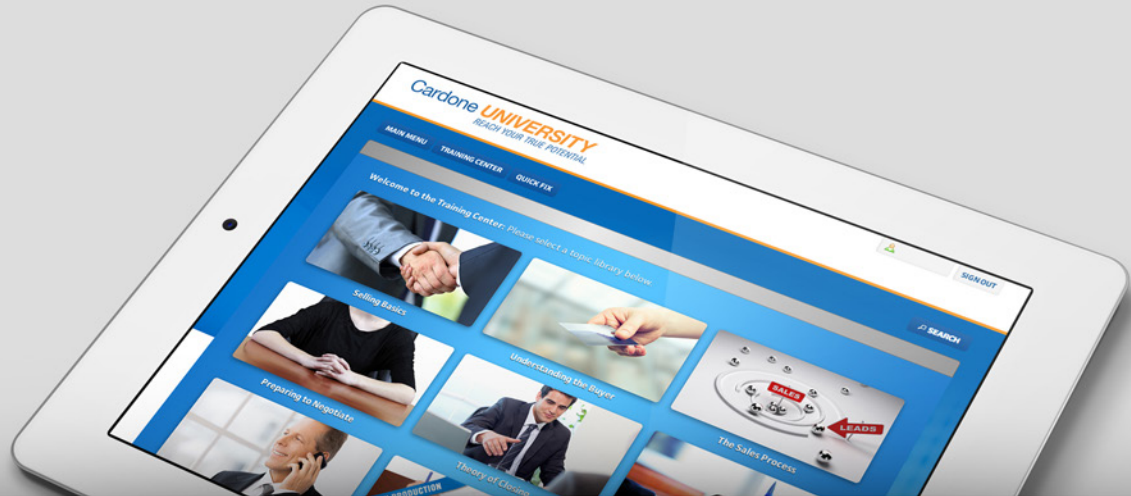 Cardone UNIVERSITY
REACH YOUR TRUE POTENTIAL
MAIN MENU
TRAINING CENTER
QUICK FIX
SIGN OUT
SEARCH
Welcome to the Training Center: Please select a topic library below.
Selling Basics
Understanding the Buyer
SALES
LEADS
The Sales Process
Preparing to Negotiate
Theory of Closing
PRODUCTION